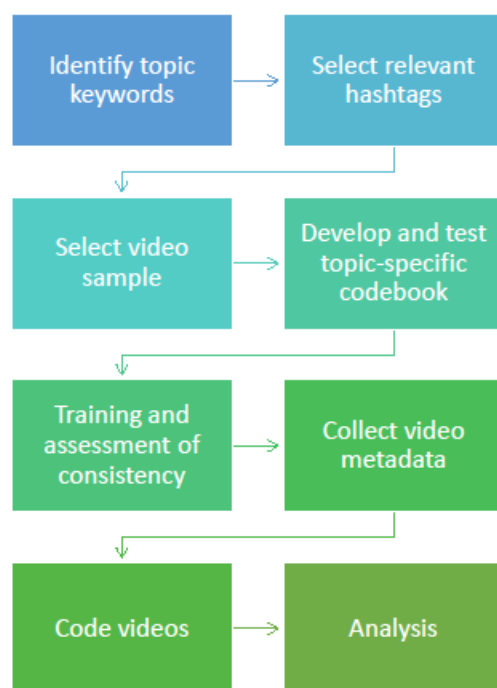 Identify topic
keywords
Select relevant
hashtags
Select video
sample
Develop and test
topic-specific
codebook
Training and
assessment of
consistency
Collect video
metadata
Code videos
Analysis